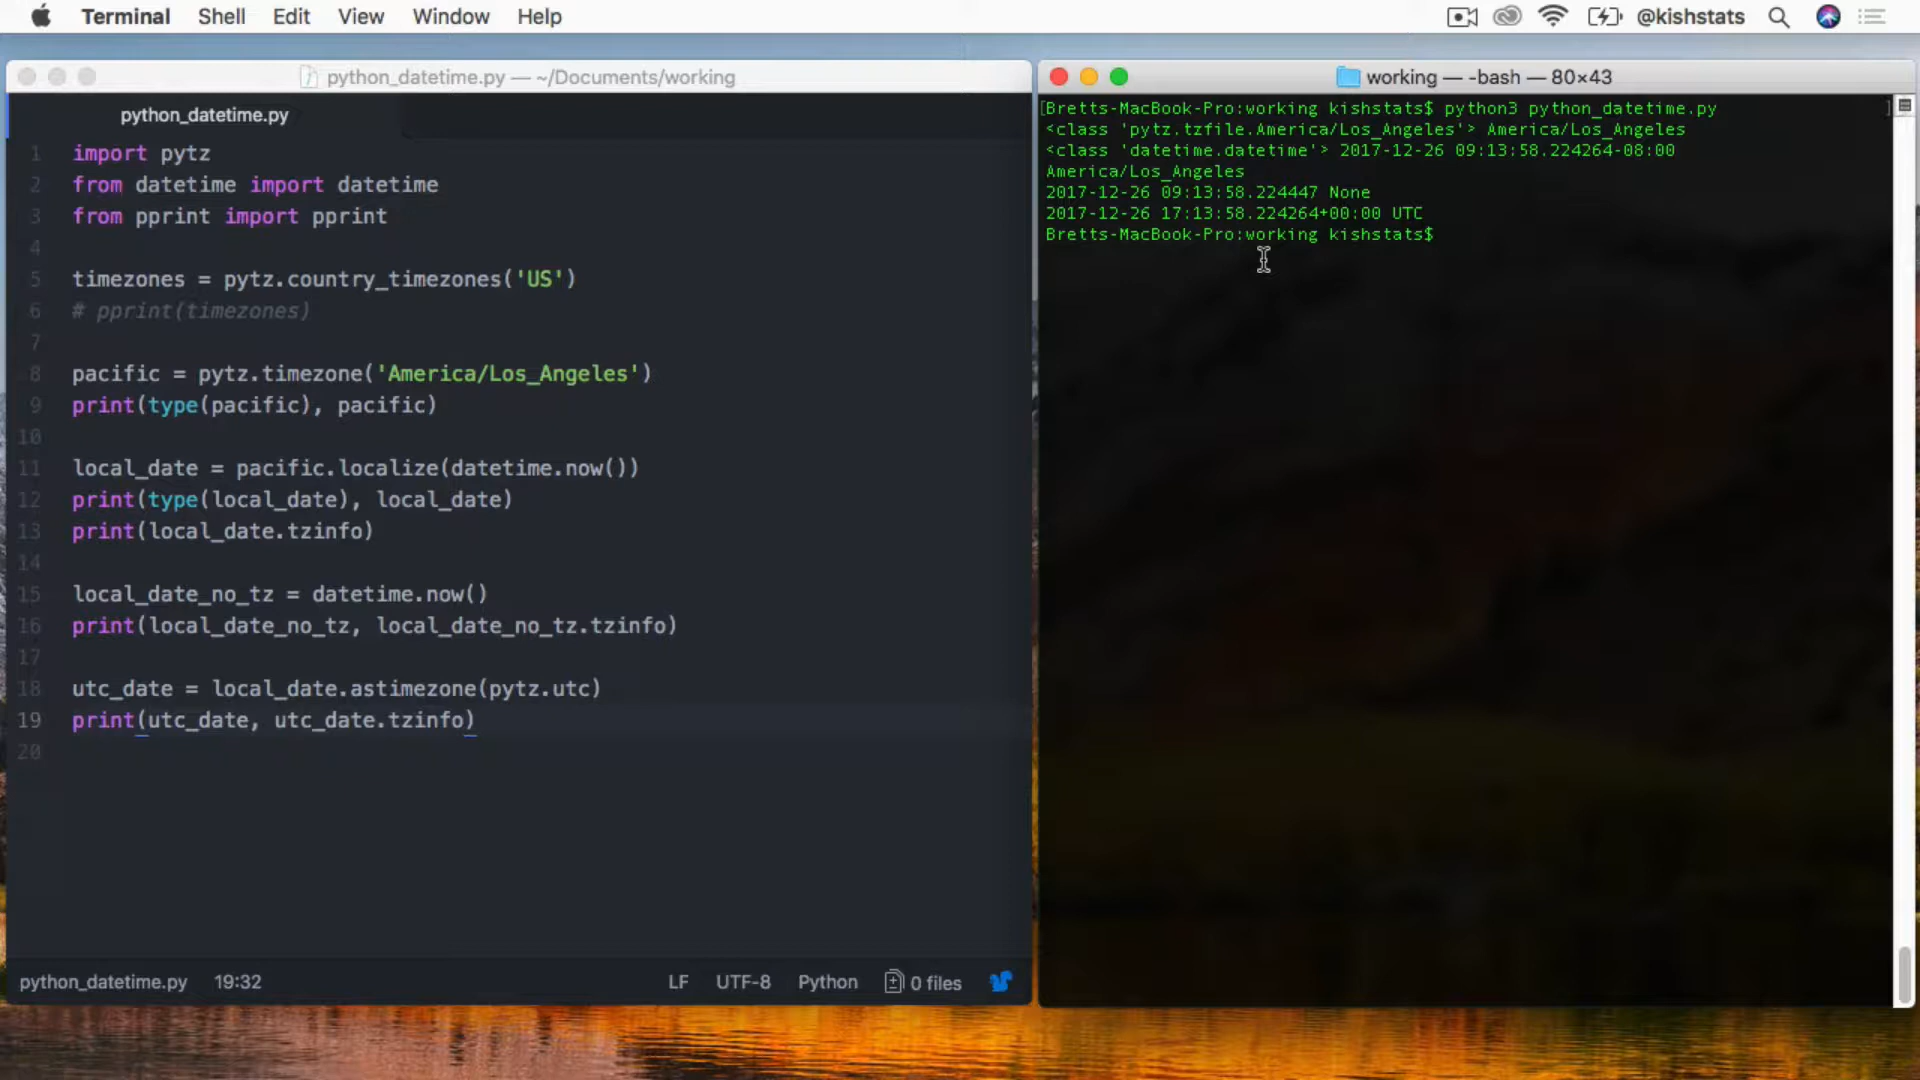 Terminal Shell Edit View Window Help @kishstats
python_datetime.py — ~/Documents/working
python_datetime.py
1 import pytz
2 from datetime import datetime
3 from pprint import pprint
4
5 timezones = pytz.country_timezones('US')
6 # pprint(timezones)
7
8 pacific = pytz.timezone('America/Los_Angeles')
9 print(type(pacific), pacific)
10
11 local_date = pacific.localize(datetime.now())
12 print(type(local_date), local_date)
13 print(local_date.tzinfo)
14
15 local_date_no_tz = datetime.now()
16 print(local_date_no_tz, local_date_no_tz.tzinfo)
17
18 utc_date = local_date.astimezone(pytz.utc)
19 print(utc_date, utc_date.tzinfo)
20
python_datetime.py 19:32 LF UTF-8 Python 0 files
working — -bash — 80×43
[Bretts-MacBook-Pro:working kishstats$ python3 python_datetime.py ]
<class 'pytz.tzfile.America/Los_Angeles'> America/Los_Angeles
<class 'datetime.datetime'> 2017-12-26 09:13:58.224264-08:00
America/Los_Angeles
2017-12-26 09:13:58.224447 None
2017-12-26 17:13:58.224264+00:00 UTC
Bretts-MacBook-Pro:working kishstats$